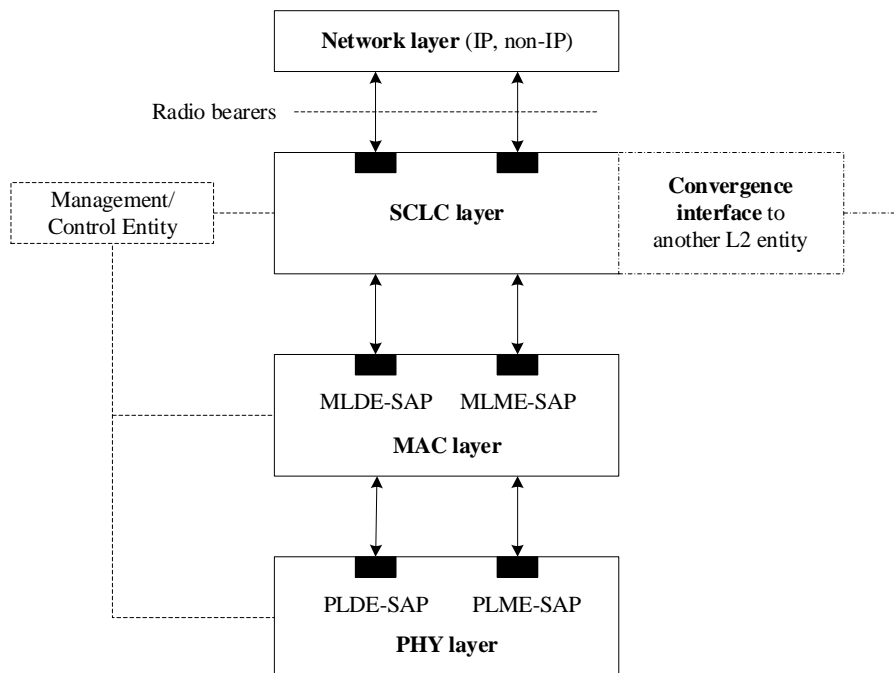 Network layer (IP, non-IP)
Radio bearers
SCLC layer
Management/
Control Entity
Convergence
interface to
another L2 entity
MLDE-SAP
MLME-SAP
MAC layer
PLDE-SAP
PLME-SAP
PHY layer